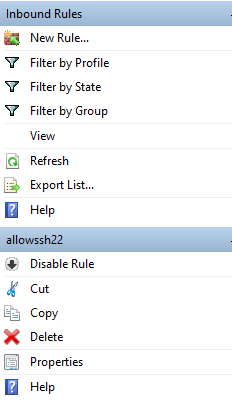 Inbound Rules
New Rule...
Filter by Profile
Filter by State
Filter by Group
View
Refresh
Export List...
Help
allowssh22
Disable Rule
Cut
Copy
Delete
Properties
Help